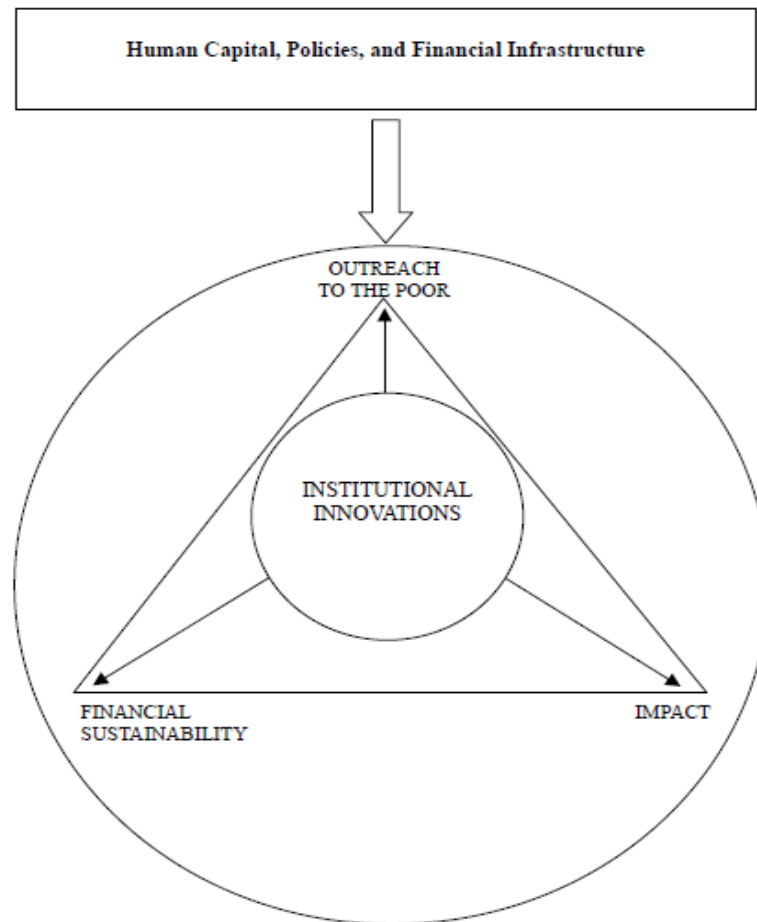 Human Capital, Policies, and Financial Infrastructure
OUTREACH
TO THE POOR
INSTITUTIONAL
INNOVATIONS
FINANCIAL
SUSTAINABILITY
IMPACT